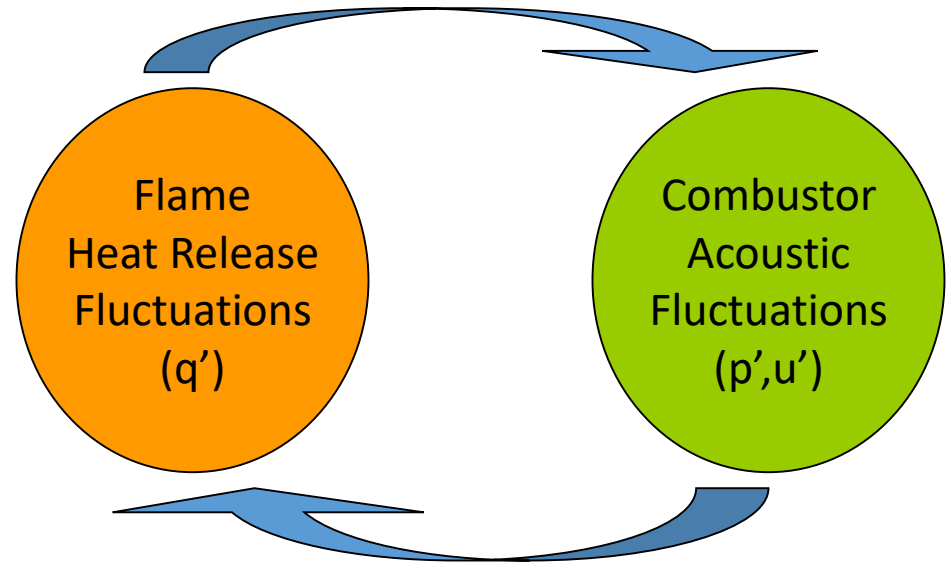 Flame
Heat Release
Fluctuations
(q’)
Combustor
Acoustic
Fluctuations
(p’,u’)